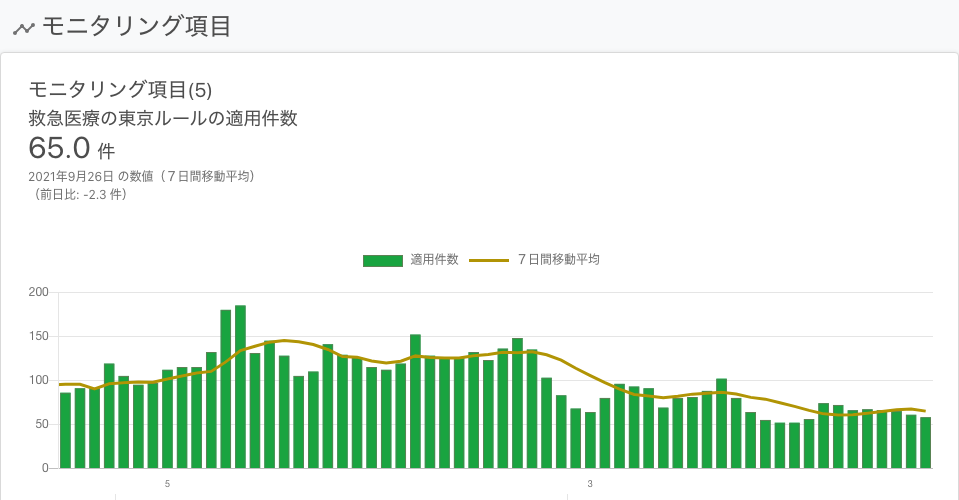 モニタリング項目
モニタリング項目(5)
救急医療の東京ルールの適用件数
65.0 件
2021年9月26日 の数値（７日間移動平均）
（前日比: -2.3 件）
適用件数 ７日間移動平均
200
150
100
50
0
5 3